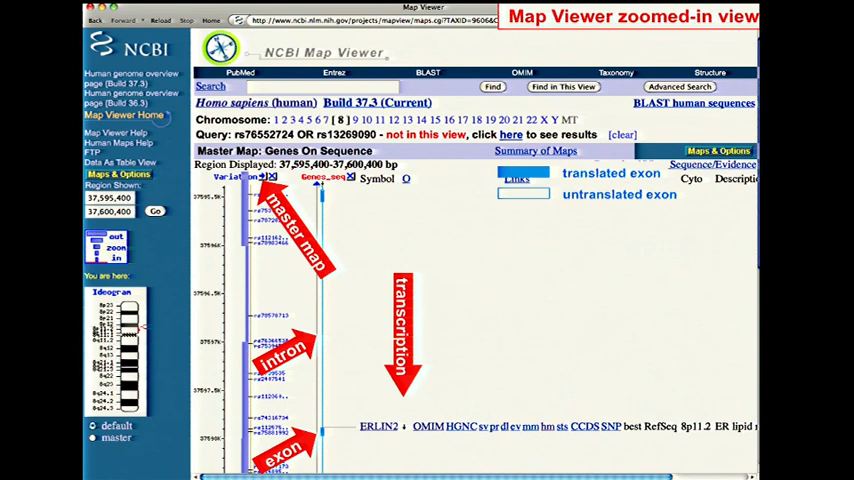 Map Viewer
Map Viewer zoomed-in view
Back Forward Reload Stop
http://www.ncbi.nlm.nih.gov/projects/mapview/maps.cgi?TAXID=9606&C
NCBI
NCBI Map Viewer
PubMed Entrez BLAST OMIM Taxonomy Structure
Search Find Find in This View Advanced Search
Human genome overview page (Build 37.3)
Human genome overview page (Build 36.3)
Map Viewer Home
Map Viewer Help
Human Maps Help
FTP
Data As Table View
Maps & Options
Region Shown:
37,595,400
37,600,400 Go
out
zoom
in
You are here:
Ideogram
default
master
Homo sapiens (human) Build 37.3 (Current) BLAST human sequences
Chromosome: 1 2 3 4 5 6 7 [ 8 ] 9 10 11 12 13 14 15 16 17 18 19 20 21 22 X Y MT
Query: rs76552724 OR rs13269090 - not in this view, click here to see results [clear]
Master Map: Genes On Sequence Summary of Maps Maps & Options
Region Displayed: 37,595,400-37,600,400 bp Sequence/Evidence
Variation Genes_seq Symbol O Links Cyto Descripti
translated exon
untranslated exon
master map
transcription
intron
exon
rs78983466
rs78578713
rs2487541
rs74316734
rs75881992
ERLIN2 OMIM HGNC sv pr dl ev mm hm sts CCDS SNP best RefSeq 8p11.2 ER lipid